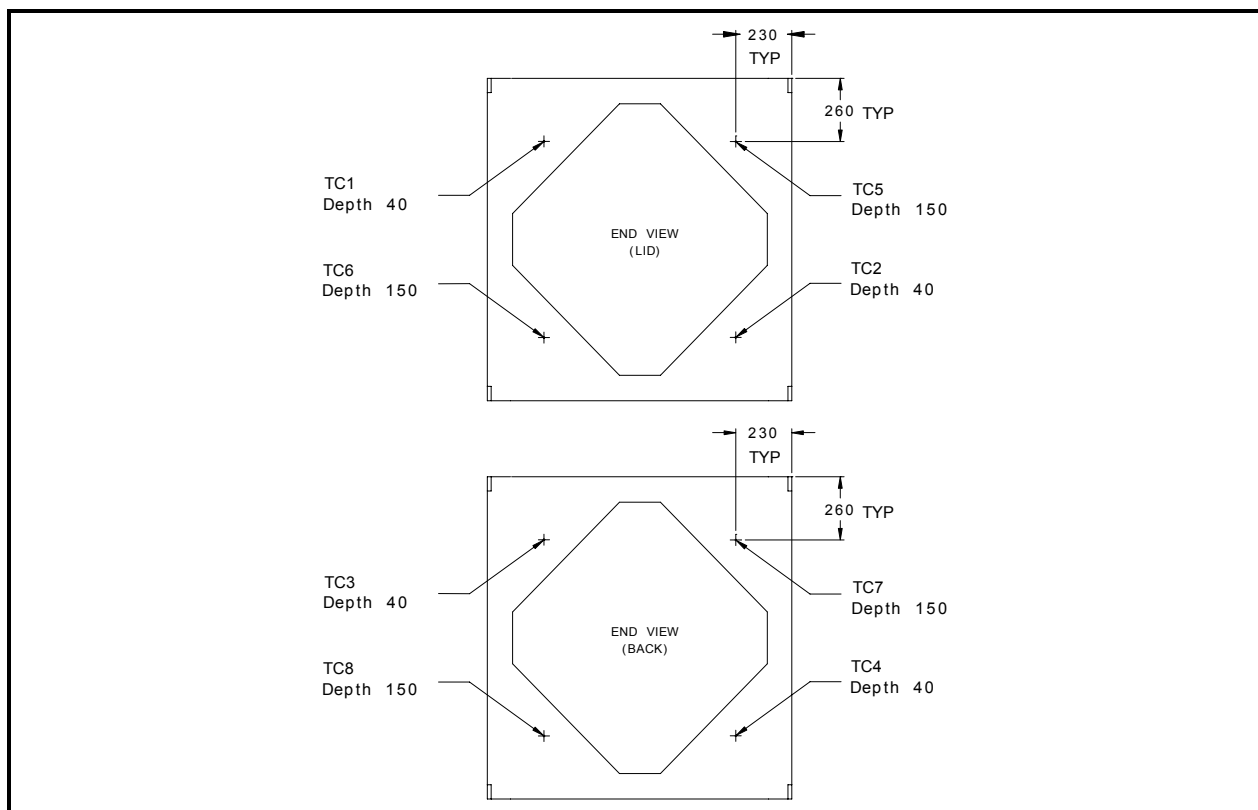 230
TYP
260 TYP
TC1
Depth 40
TC5
Depth 150
END VIEW
(LID)
TC6
Depth 150
TC2
Depth 40
230
TYP
260 TYP
TC3
Depth 40
TC7
Depth 150
END VIEW
(BACK)
TC8
Depth 150
TC4
Depth 40